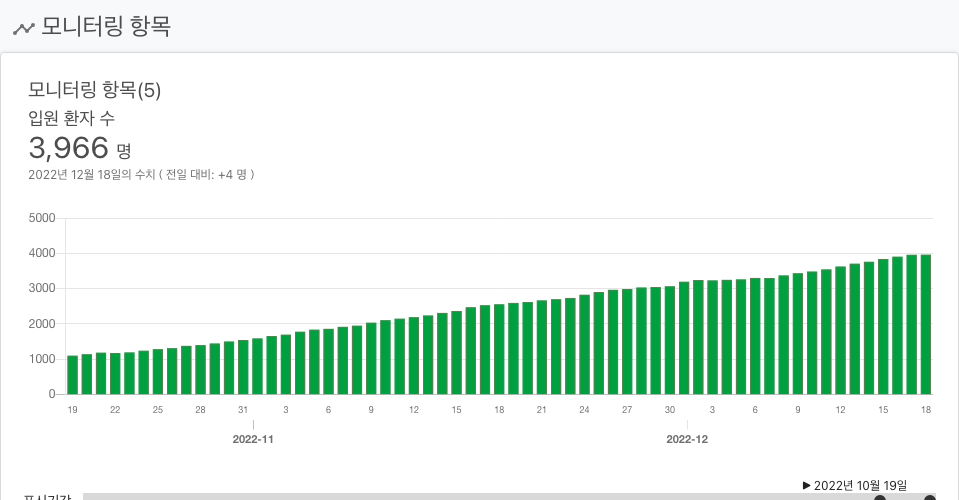 모니터링 항목
모니터링 항목(5)
입원 환자 수
3,966 명
2022년 12월 18일의 수치 ( 전일 대비: +4 명 )
5000
4000
3000
2000
1000
0
19 22 25 28 31 3 6 9 12 15 18 21 24 27 30 3 6 9 12 15 18
2022-11 2022-12
▶ 2022년 10월 19일
표시기간